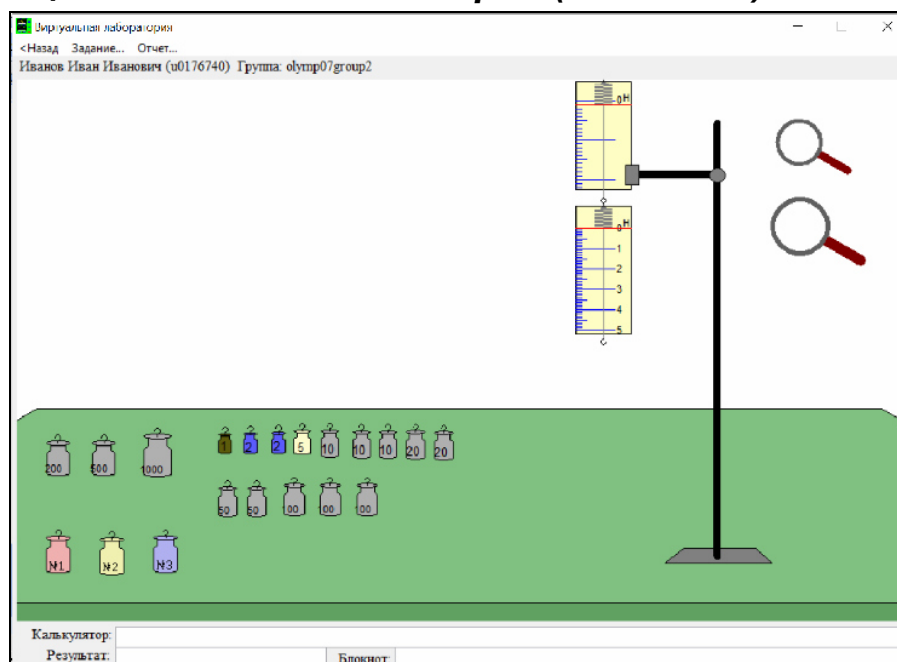 Виртуальная лаборатория
<Назад Задание... Отчет...
Иванов Иван Иванович (u0176740) Группа: olymp07group2
0 Н
0 Н
1
2
3
4
5
1 2 2 5 10 10 10 20 20
200 500 1000
50 50 100 100 100
№1 №2 №3
Калькулятор:
Результат: Блокнот: